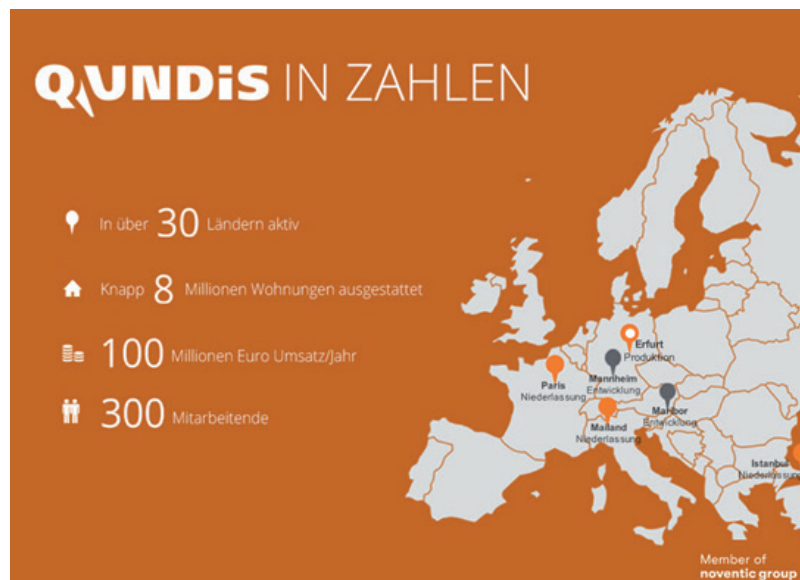 QUNDIS IN ZAHLEN
In über 30 Ländern aktiv
Knapp 8 Millionen Wohnungen ausgestattet
100 Millionen Euro Umsatz/Jahr
300 Mitarbeitende
Erfurt
Produktion
Mannheim
Entwicklung
Paris
Niederlassung
Maribor
Entwicklung
Mailand
Niederlassung
Istanbul
Niederlassung
Member of
noventic group